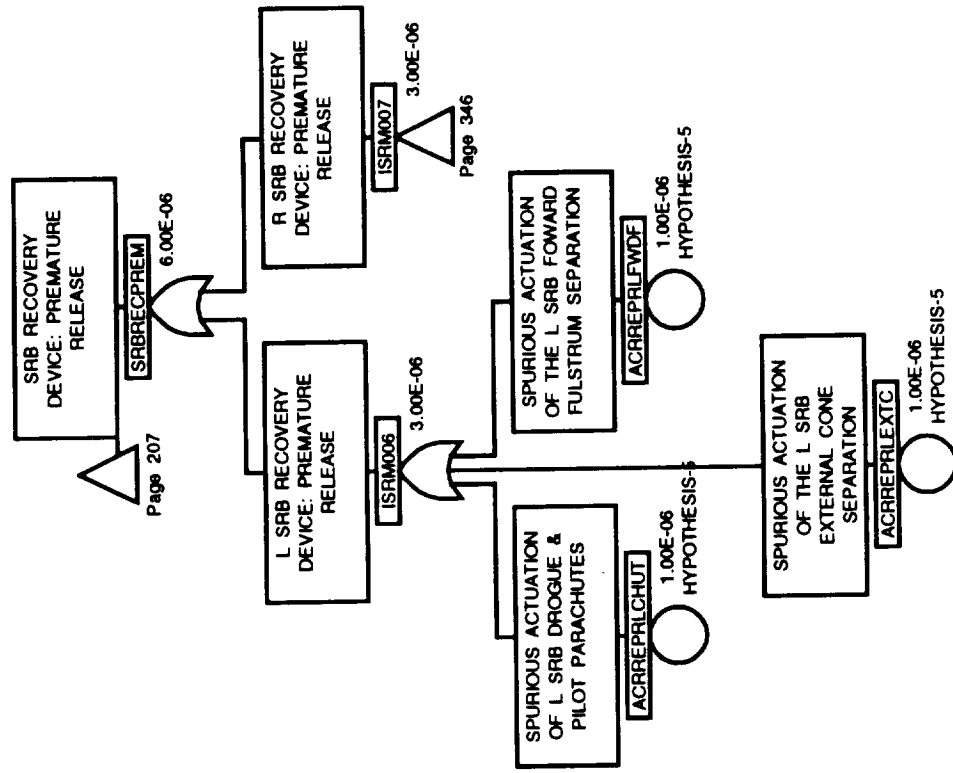 SRB RECOVERY
DEVICE: PREMATURE
RELEASE
SRBRECPREM
6.00E-06
Page 207
L SRB RECOVERY
DEVICE: PREMATURE
RELEASE
ISRM006
3.00E-06
R SRB RECOVERY
DEVICE: PREMATURE
RELEASE
ISRM007
3.00E-06
Page 346
SPURIOUS ACTUATION
OF L SRB DROGUE &
PILOT PARACHUTES
ACRREPRLCHUT
1.00E-06
HYPOTHESIS-5
SPURIOUS ACTUATION
OF THE L SRB FOWARD
FULSTRUM SEPARATION
ACRREPRLFWDF
1.00E-06
HYPOTHESIS-5
SPURIOUS ACTUATION
OF THE L SRB
EXTERNAL CONE
SEPARATION
ACRREPRLEXTC
1.00E-06
HYPOTHESIS-5